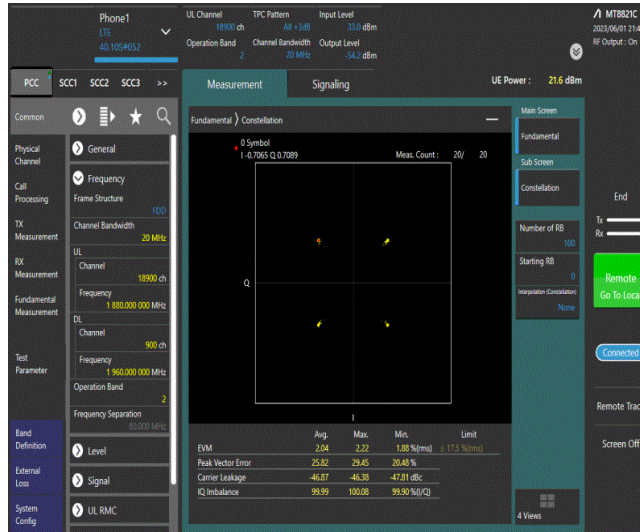 Phone1
LTE
40.10S#052
UL Channel
18900 ch
TPC Pattern
All +3dB
Input Level
33.0 dBm
Operation Band
2
Channel Bandwidth
20 MHz
Output Level
-54.2 dBm
MT8821C
2023/06/01 21:4
RF Output : On
PCC SCC1 SCC2 SCC3 >>
Measurement
Signaling
UE Power : 21.6 dBm
Common
Physical
Channel
Call
Processing
TX
Measurement
RX
Measurement
Fundamental
Measurement
Test
Parameter
Band
Definition
External
Loss
System
Config
General
Frequency
Frame Structure
FDD
Channel Bandwidth
20 MHz
UL
Channel
18900 ch
Frequency
1 880.000 000 MHz
DL
Channel
900 ch
Frequency
1 960.000 000 MHz
Operation Band
2
Frequency Separation
80.000 MHz
Level
Signal
UL RMC
Fundamental 〉 Constellation
0 Symbol
I -0.7065 Q 0.7089
Meas. Count : 20/ 20
Q
I
Avg. Max. Min. Limit
EVM 2.04 2.22 1.88 %(rms) ≤ 17.5 %(rms)
Peak Vector Error 25.82 29.45 20.48 %
Carrier Leakage -46.87 -46.38 -47.81 dBc
IQ Imbalance 99.99 100.08 99.90 %(I/Q)
Main Screen
Fundamental
Sub Screen
Constellation
Number of RB
100
Starting RB
0
Interpolation (Constellation)
None
4 Views
End
Tx
Rx
Remote
Go To Loca
Connected
Remote Trac
Screen Off